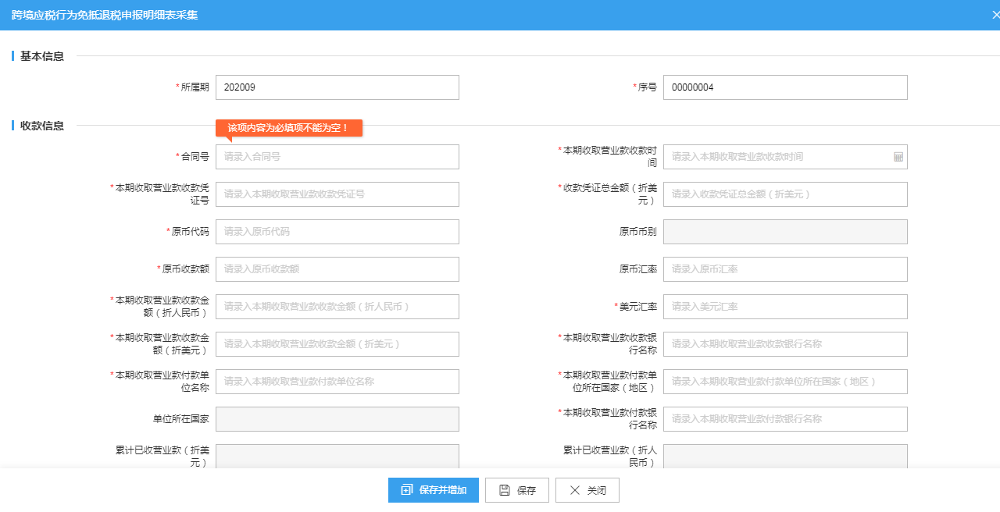 跨境应税行为免抵退税申报明细表采集
基本信息
*所属期 202009
*序号 00000004
收款信息
该项内容为必填项不能为空！
*合同号 请录入合同号
*本期收取营业款收款时
间
请录入本期收取营业款收款时间
*本期收取营业款收款凭
证号
请录入本期收取营业款收款凭证号
*收款凭证总金额（折美
元）
请录入收款凭证总金额（折美元）
*原币代码 请录入原币代码
原币币别
*原币收款额 请录入原币收款额
原币汇率 请录入原币汇率
*本期收取营业款收款金
额（折人民币）
请录入本期收取营业款收款金额（折人民币）
*美元汇率 请录入美元汇率
*本期收取营业款收款金
额（折美元）
请录入本期收取营业款收款金额（折美元）
*本期收取营业款收款银
行名称
请录入本期收取营业款收款银行名称
*本期收取营业款付款单
位名称
请录入本期收取营业款付款单位名称
*本期收取营业款付款单
位所在国家（地区）
请录入本期收取营业款付款单位所在国家（地区）
单位所在国家
*本期收取营业款付款银
行名称
请录入本期收取营业款付款银行名称
累计已收营业款（折美
元）
累计已收营业款（折人
民币）
保存并增加 保存 关闭